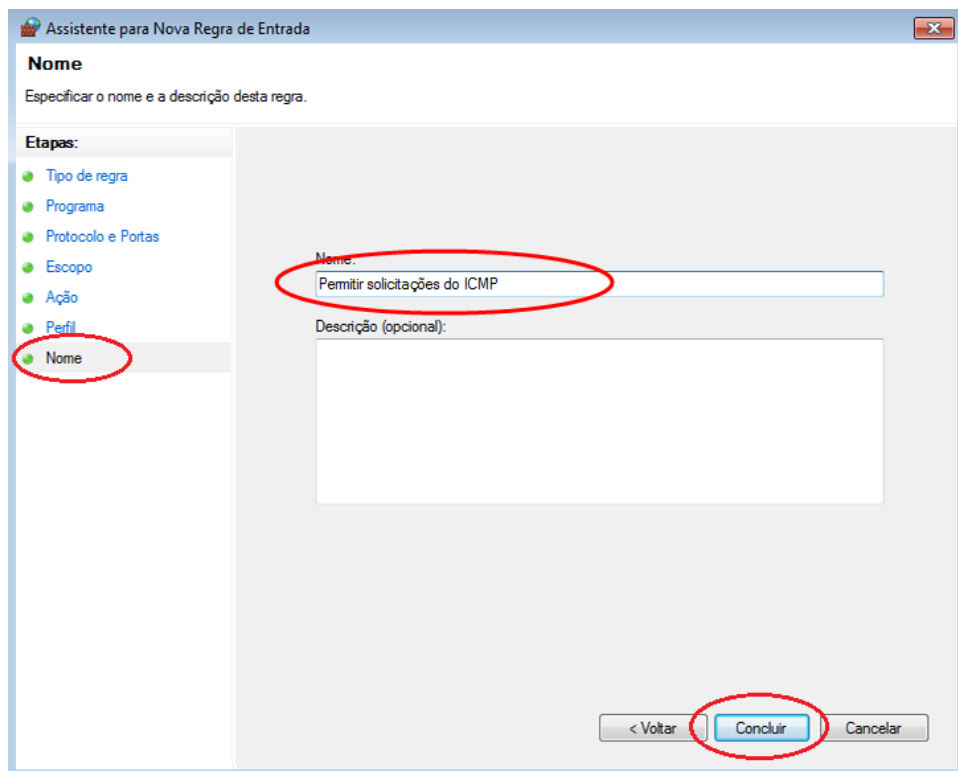 Assistente para Nova Regra de Entrada
Nome
Especificar o nome e a descrição desta regra.
Etapas:
Tipo de regra
Programa
Protocolo e Portas
Escopo
Ação
Perfil
Nome
Nome:
Permitir solicitações do ICMP
Descrição (opcional):
< Voltar
Concluir
Cancelar